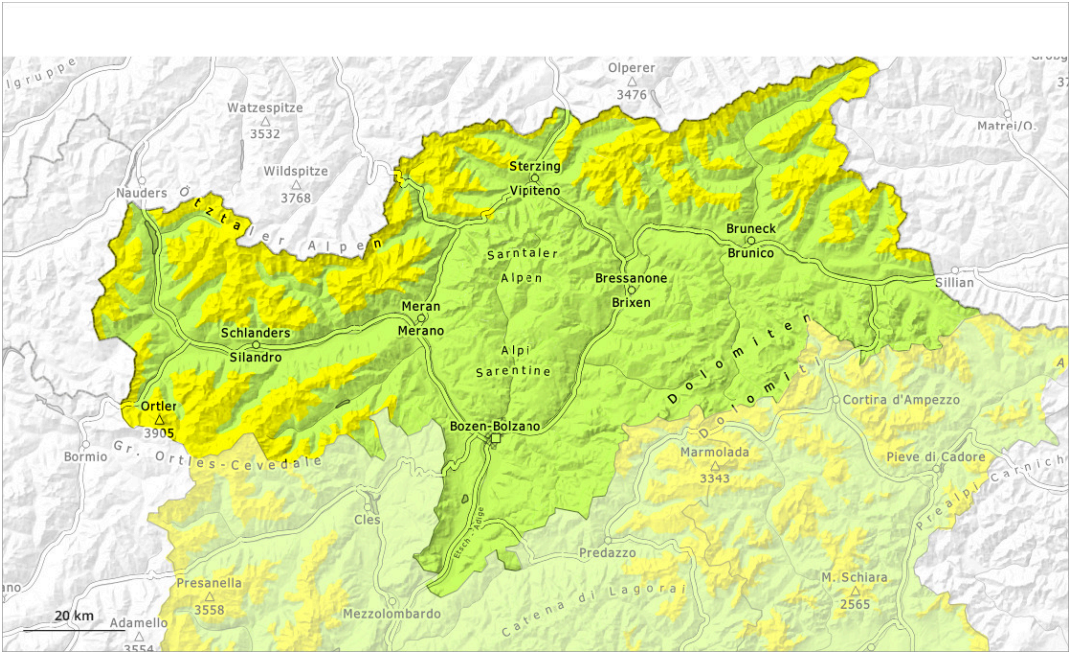 lgruppe
Olperer
3476
Watzespitze
3532
Matrei/O.
Wildspitze
3768
Nauders
Ötztaler Alpen
Sterzing
Vipiteno
Bruneck
Brunico
Sarntaler
Alpen
Bressanone
Brixen
Sillian
Meran
Merano
Schlanders
Silandro
Alpi
Sarentine
Dolomiten
Dolomiti
Ortler
3905
Cortina d'Ampezzo
Bozen-Bolzano
Bormio
Gr. Ortles-Cevedale
Marmolada
3343
Pieve di Cadore
Prealpi Carnich
Cles
Etsch - Adige
Predazzo
ano
Presanella
3558
M. Schiara
2565
Mezzolombardo
Catena di Lagorai
20 km
Adamello
3554